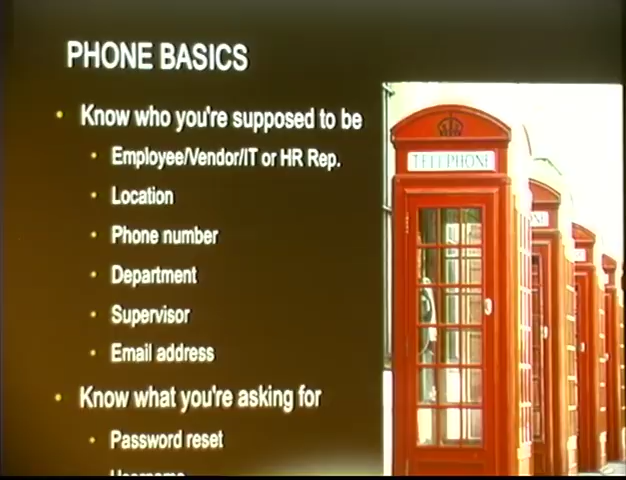 PHONE BASICS
• Know who you're supposed to be
• Employee/Vendor/IT or HR Rep.
• Location
• Phone number
• Department
• Supervisor
• Email address
• Know what you're asking for
• Password reset
• Username
TELEPHONE